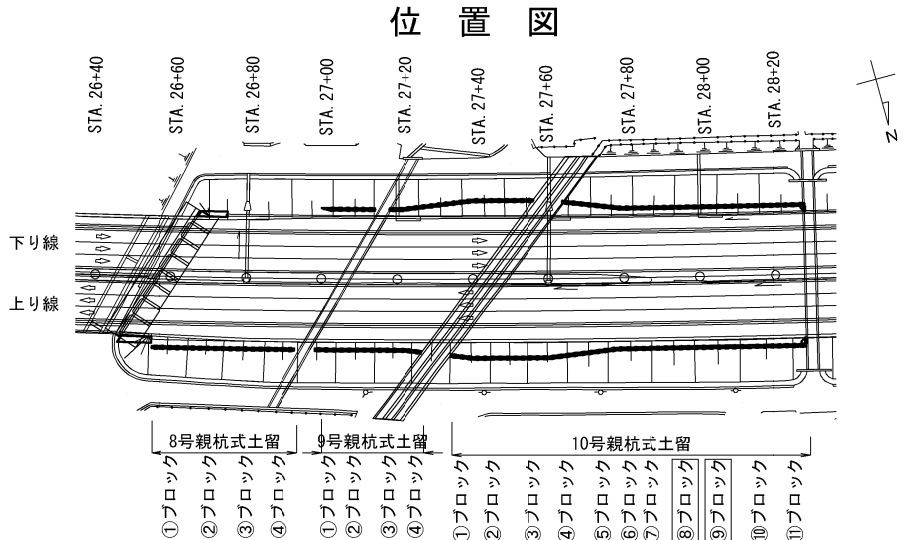 位置図
STA. 26+40
STA. 26+60
STA. 26+80
STA. 27+00
STA. 27+20
STA. 27+40
STA. 27+60
STA. 27+80
STA. 28+00
STA. 28+20
N
下り線
上り線
8号親杭式土留
9号親杭式土留
10号親杭式土留
①ブロック
②ブロック
③ブロック
④ブロック
①ブロック
②ブロック
③ブロック
④ブロック
①ブロック
②ブロック
③ブロック
④ブロック
⑤ブロック
⑥ブロック
⑦ブロック
⑧ブロック
⑨ブロック
⑩ブロック
⑪ブロック